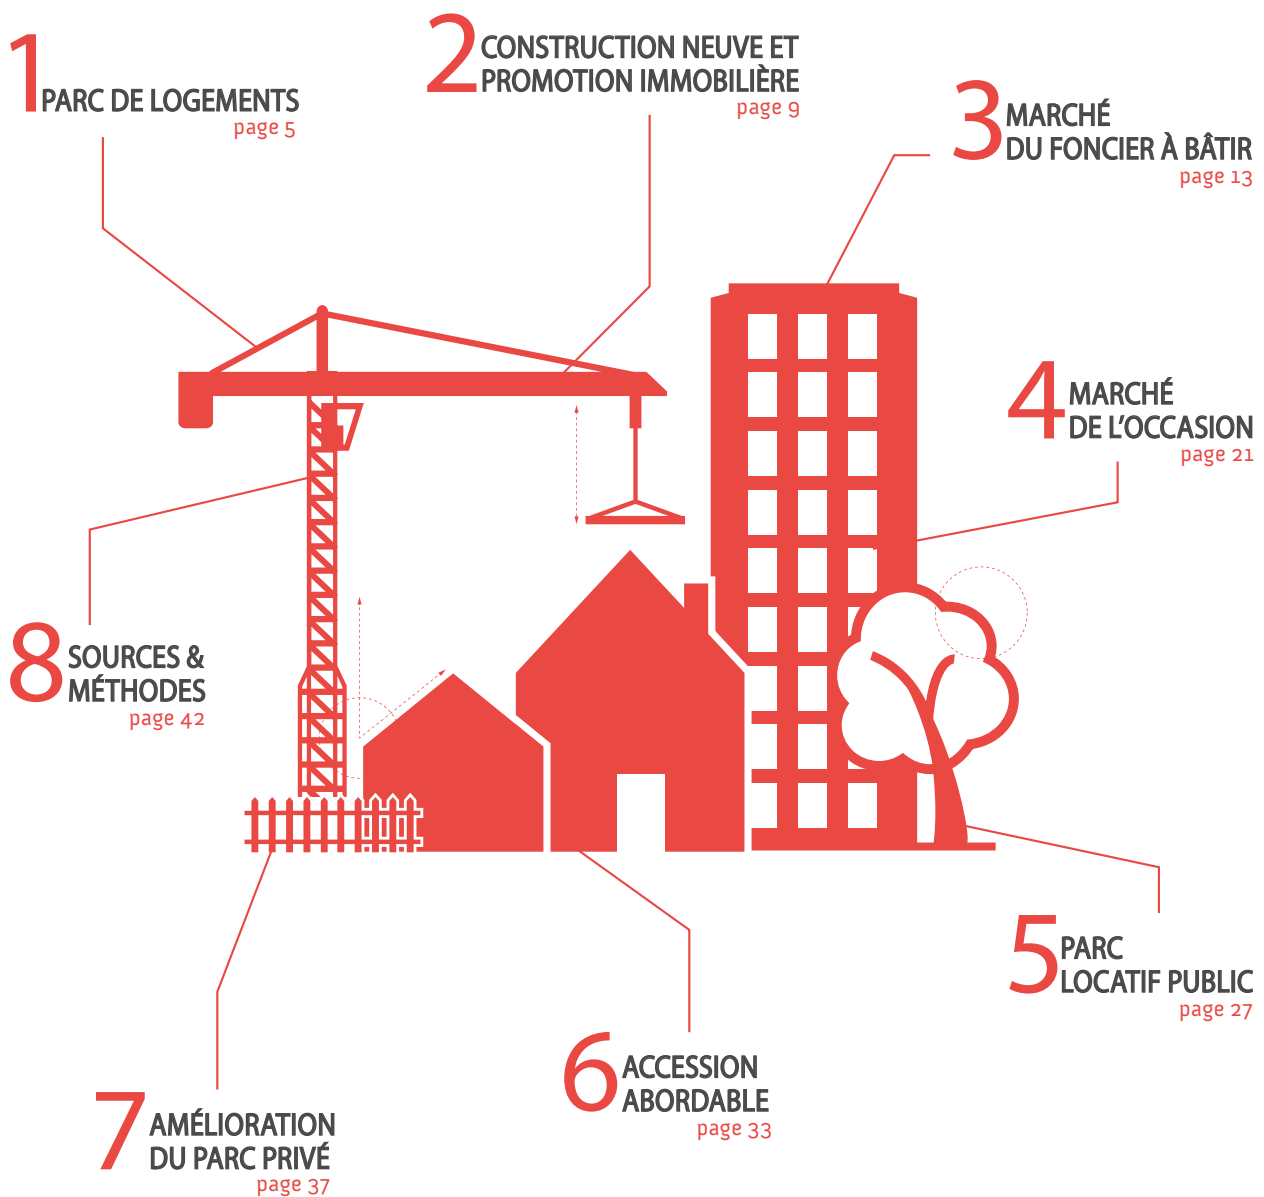 1 PARC DE LOGEMENTS
page 5
2 CONSTRUCTION NEUVE ET
PROMOTION IMMOBILIÈRE
page 9
3 MARCHÉ
DU FONCIER À BÂTIR
page 13
4 MARCHÉ
DE L'OCCASION
page 21
5 PARC
LOCATIF PUBLIC
page 27
6 ACCESSION
ABORDABLE
page 33
7 AMÉLIORATION
DU PARC PRIVÉ
page 37
8 SOURCES &
MÉTHODES
page 42